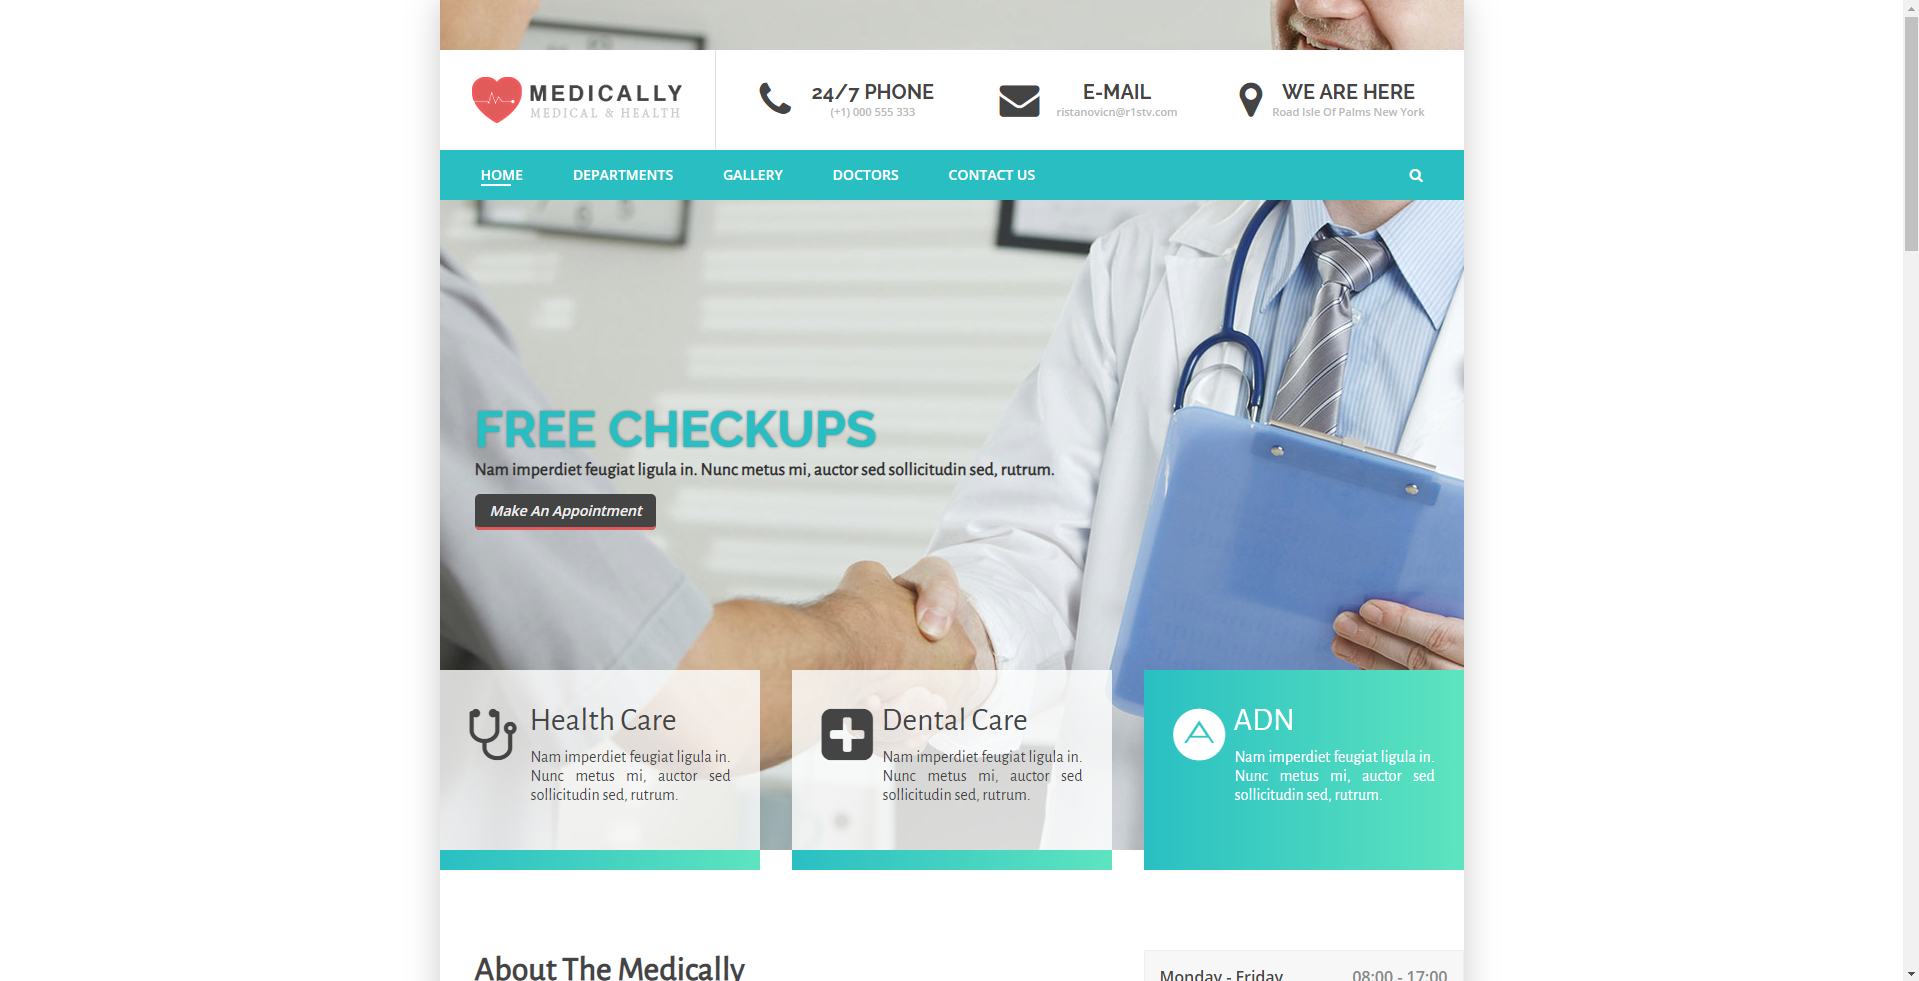 MEDICALLY
MEDICAL & HEALTH
24/7 PHONE
(+1) 000 555 333
E-MAIL
ristanovicn@r1stv.com
WE ARE HERE
Road Isle Of Palms New York
HOME
DEPARTMENTS
GALLERY
DOCTORS
CONTACT US
FREE CHECKUPS
Nam imperdiet feugiat ligula in. Nunc metus mi, auctor sed sollicitudin sed, rutrum.
Make An Appointment
Health Care
Nam imperdiet feugiat ligula in.
Nunc metus mi, auctor sed
sollicitudin sed, rutrum.
Dental Care
Nam imperdiet feugiat ligula in.
Nunc metus mi, auctor sed
sollicitudin sed, rutrum.
ADN
Nam imperdiet feugiat ligula in.
Nunc metus mi, auctor sed
sollicitudin sed, rutrum.
About The Medically
Monday - Friday
08:00 - 17:00